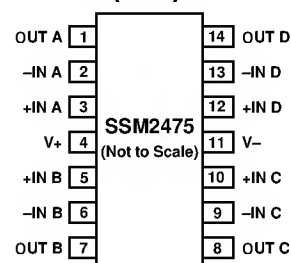 OUT A 1 14 OUT D
–IN A 2 13 –IN D
+IN A 3 12 +IN D
SSM2475
V+ 4 (Not to Scale) 11 V–
+IN B 5 10 +IN C
–IN B 6 9 –IN C
OUT B 7 8 OUT C